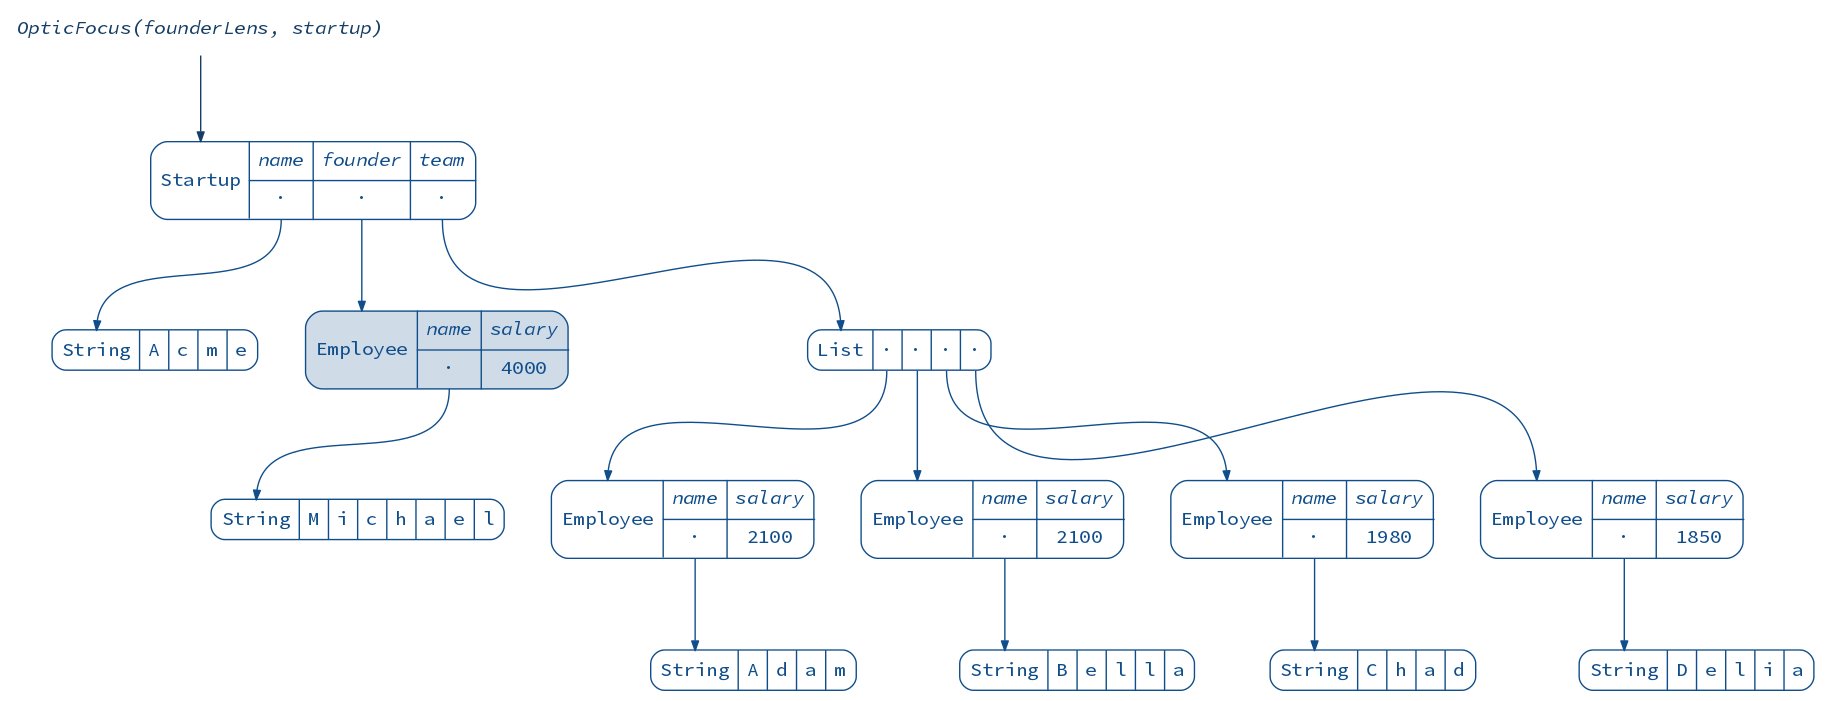 OpticFocus(founderLens, startup)
Startup name founder team
· · ·
String A c m e
Employee name salary
· 4000
List · · · ·
String M i c h a e l
Employee name salary
· 2100
Employee name salary
· 2100
Employee name salary
· 1980
Employee name salary
· 1850
String A d a m
String B e l l a
String C h a d
String D e l i a